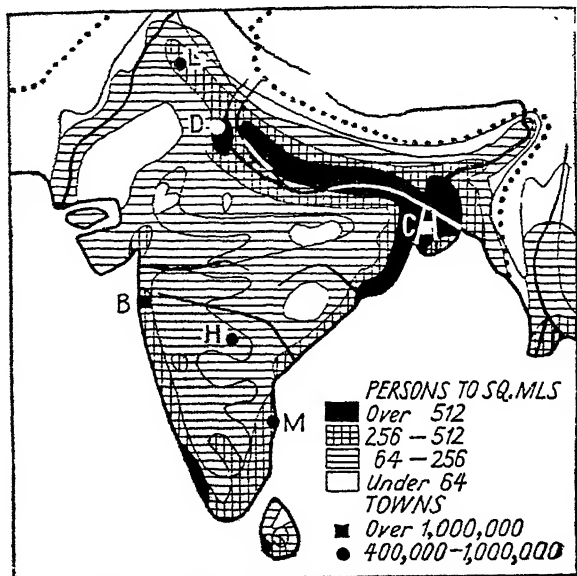 L
D
C
B
H
M
PERSONS TO SQ. MLS
Over 512
256 – 512
64 – 256
Under 64
TOWNS
Over 1,000,000
400,000–1,000,000